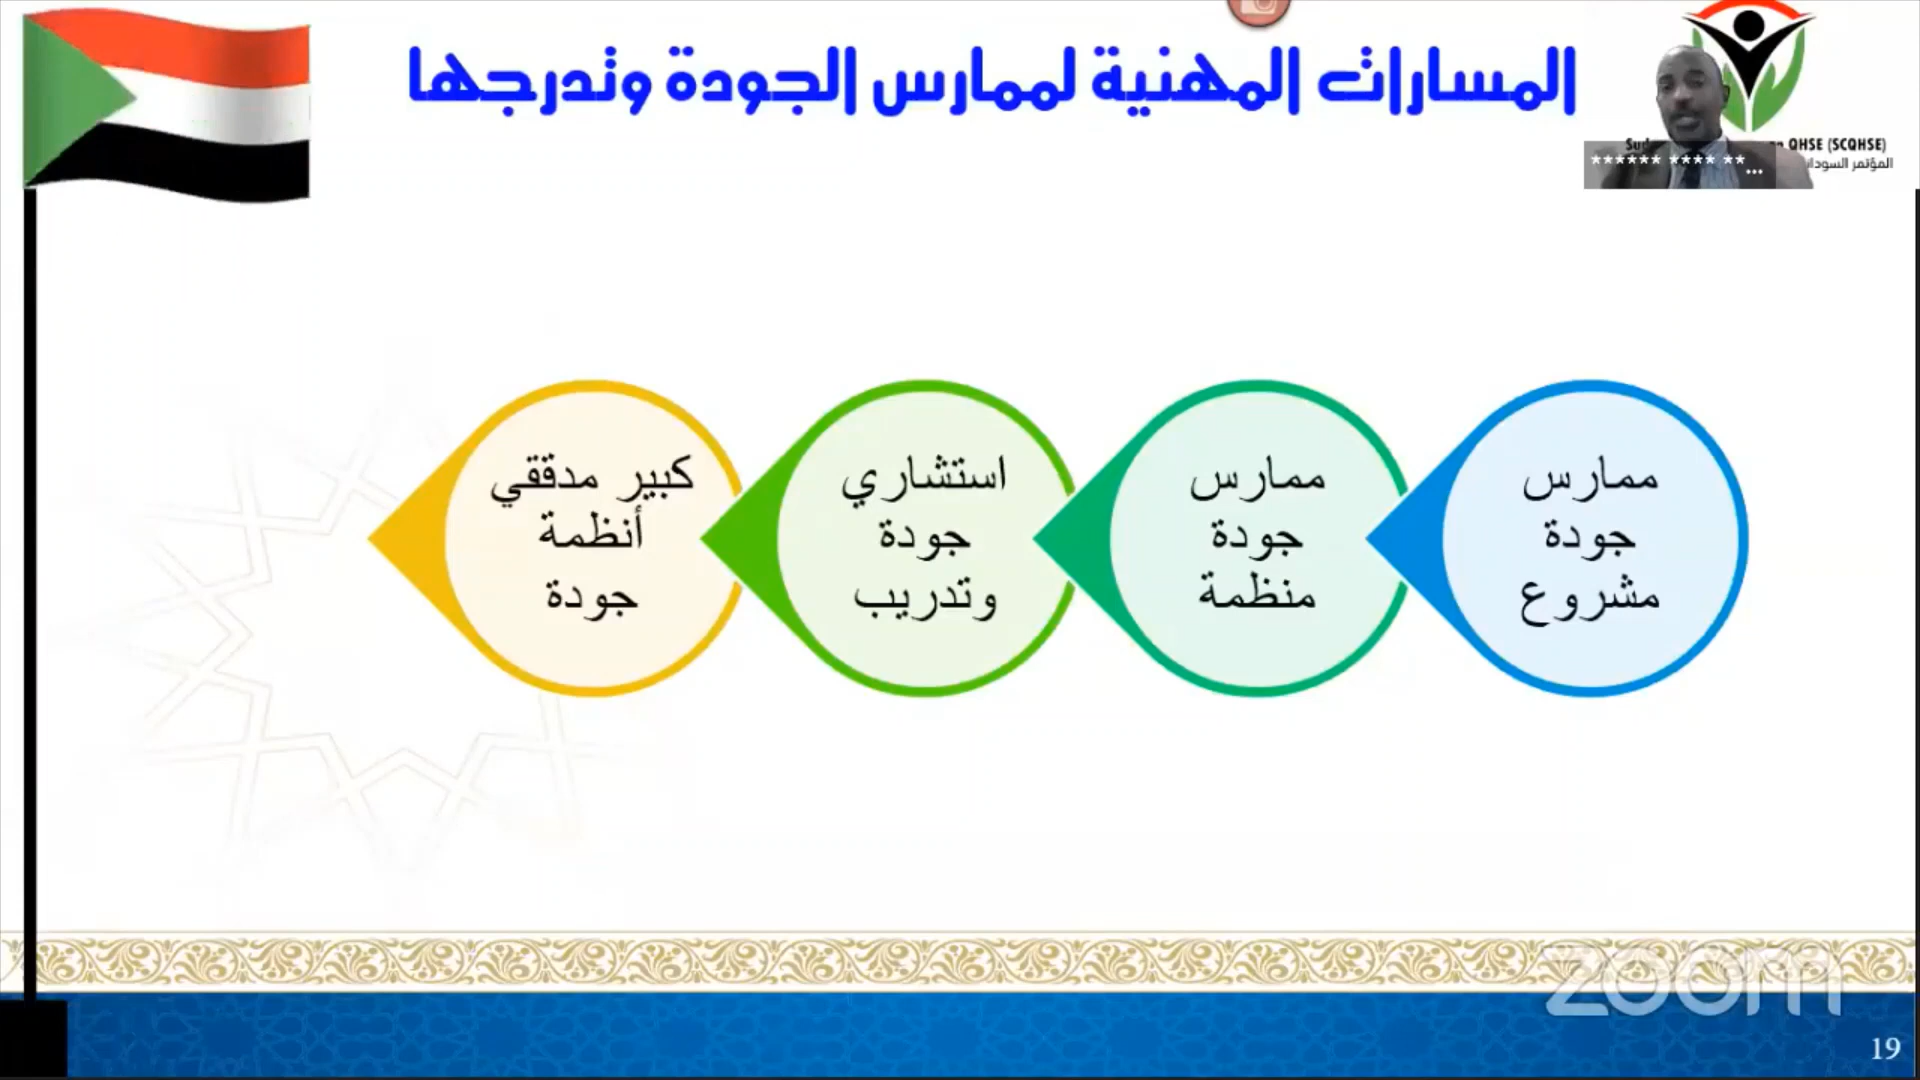 المسارات المهنية لممارس الجودة وتدرجها
QHSE (SCQHSE)
المؤتمر
****** **** **...
ممارس
جودة
مشروع
ممارس
جودة
منظمة
استشاري
جودة
وتدريب
كبير مدققي
أنظمة
جودة
zoom
19